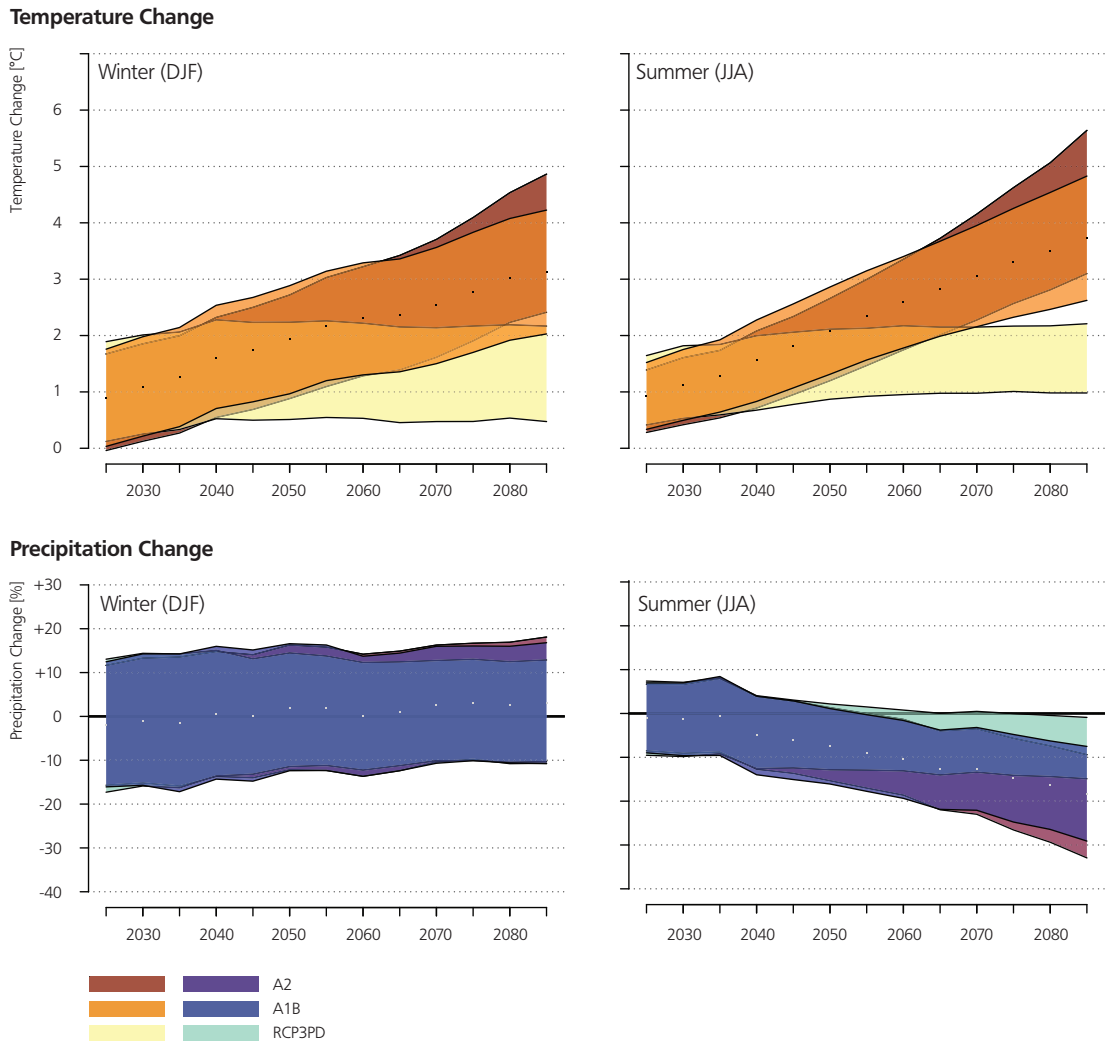 Temperature Change
Temperature Change [°C]
Winter (DJF)
Summer (JJA)
6
5
4
3
2
1
0
2030 2040 2050 2060 2070 2080
2030 2040 2050 2060 2070 2080
Precipitation Change
Precipitation Change [%]
Winter (DJF)
Summer (JJA)
+30
+20
+10
0
-10
-20
-30
-40
2030 2040 2050 2060 2070 2080
2030 2040 2050 2060 2070 2080
A2
A1B
RCP3PD